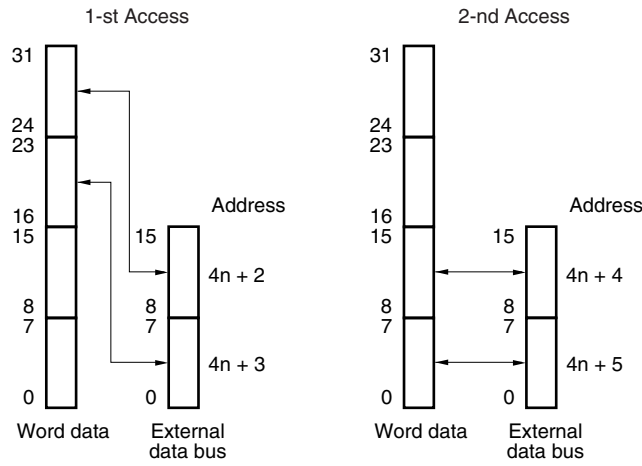 1-st Access
31
24
23
16
15
8
7
0
Word data
Address
15
4n + 2
8
7
4n + 3
0
External
data bus
2-nd Access
31
24
23
16
15
8
7
0
Word data
Address
15
4n + 4
8
7
4n + 5
0
External
data bus